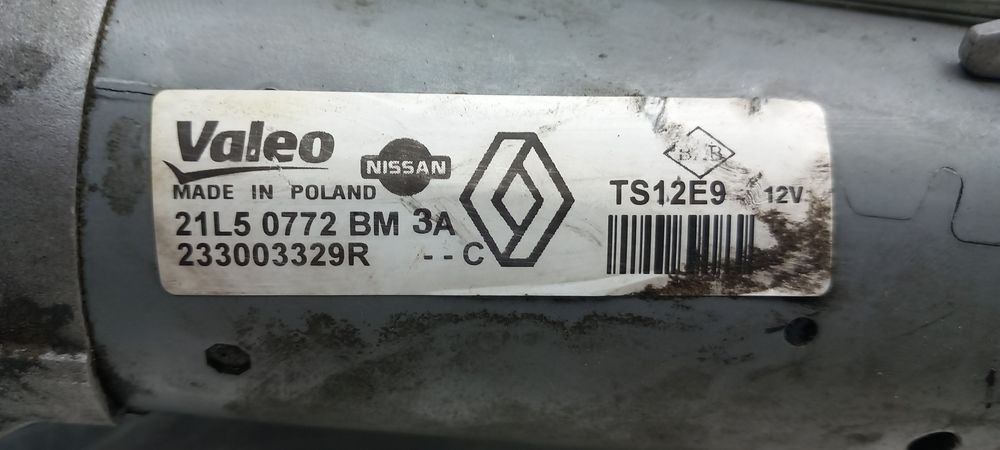 Valeo
NISSAN
MADE IN POLAND
21L5 0772 BM 3A
233003329R --C
TS12E9 12V